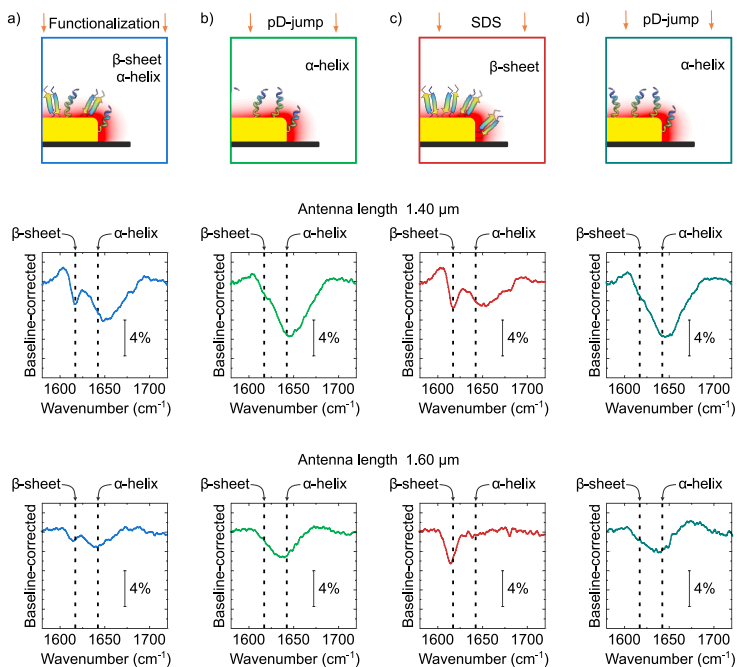 a) Functionalization
β-sheet
α-helix
b) pD-jump
α-helix
c) SDS
β-sheet
d) pD-jump
α-helix
Antenna length 1.40 µm
β-sheet α-helix
Baseline-corrected
4%
1600 1650 1700
Wavenumber (cm⁻¹)
β-sheet α-helix
Baseline-corrected
4%
1600 1650 1700
Wavenumber (cm⁻¹)
β-sheet α-helix
Baseline-corrected
4%
1600 1650 1700
Wavenumber (cm⁻¹)
β-sheet α-helix
Baseline-corrected
4%
1600 1650 1700
Wavenumber (cm⁻¹)
Antenna length 1.60 µm
β-sheet α-helix
Baseline-corrected
4%
1600 1650 1700
Wavenumber (cm⁻¹)
β-sheet α-helix
Baseline-corrected
4%
1600 1650 1700
Wavenumber (cm⁻¹)
β-sheet α-helix
Baseline-corrected
4%
1600 1650 1700
Wavenumber (cm⁻¹)
β-sheet α-helix
Baseline-corrected
4%
1600 1650 1700
Wavenumber (cm⁻¹)